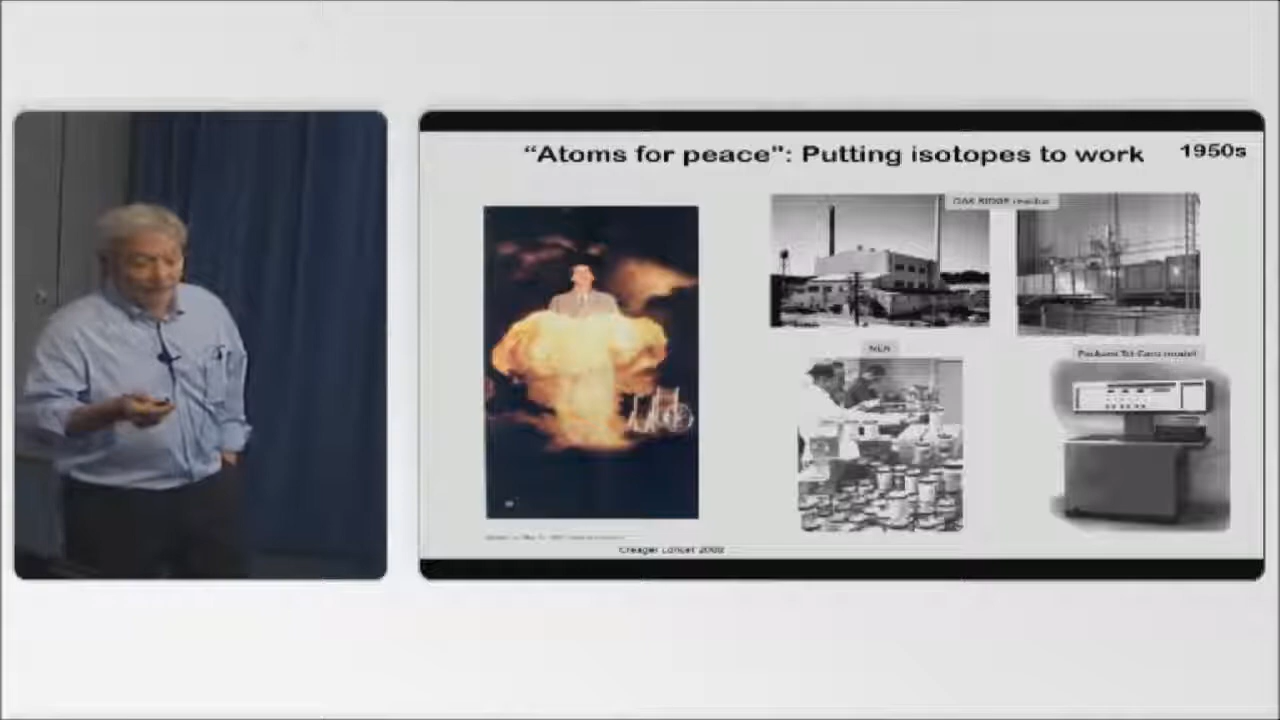 “Atoms for peace”: Putting isotopes to work
1950s
OAK RIDGE reactor
NEN
Packard Tri-Carb model
Creager Lancet 2008